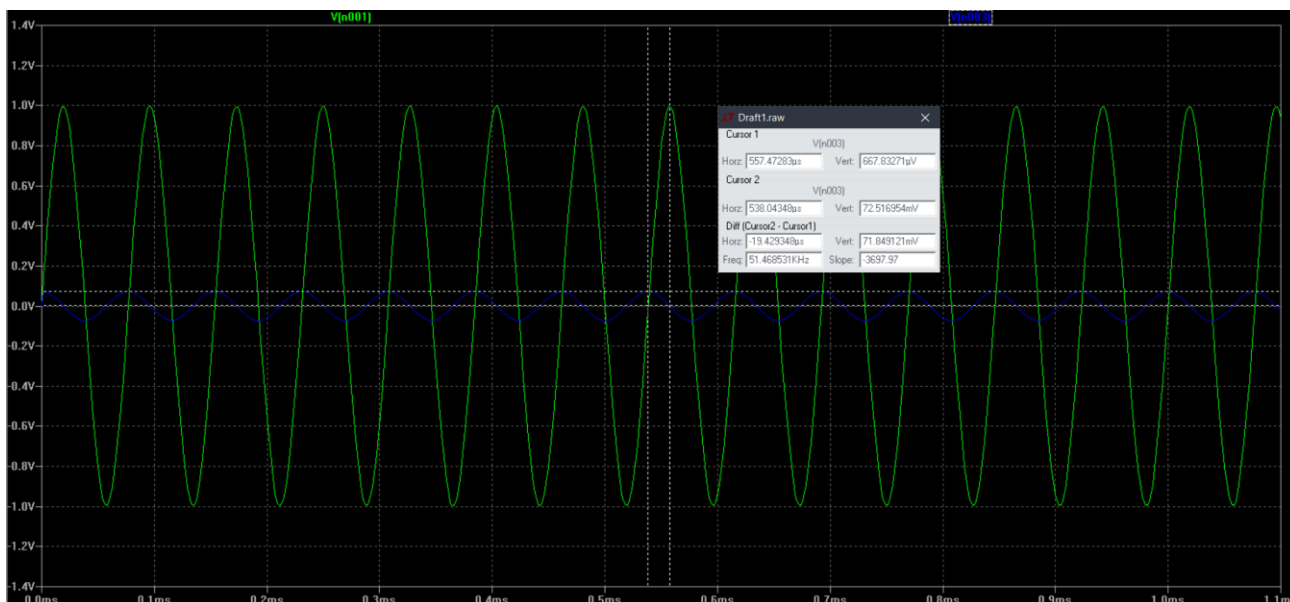 V(n001) V(n003)
1.4V
1.2V
1.0V
0.8V
0.6V
0.4V
0.2V
0.0V
-0.2V
-0.4V
-0.6V
-0.8V
-1.0V
-1.2V
-1.4V
Draft1.raw
Cursor 1
V(n003)
Horz: 557.47283µs Vert: 667.83271µV
Cursor 2
V(n003)
Horz: 538.04348µs Vert: 72.516954mV
Diff (Cursor2 - Cursor1)
Horz: -19.429348µs Vert: 71.849121mV
Freq: 51.468531KHz Slope: -3697.97
0.0ms 0.1ms 0.2ms 0.3ms 0.4ms 0.5ms 0.6ms 0.7ms 0.8ms 0.9ms 1.0ms 1.1ms